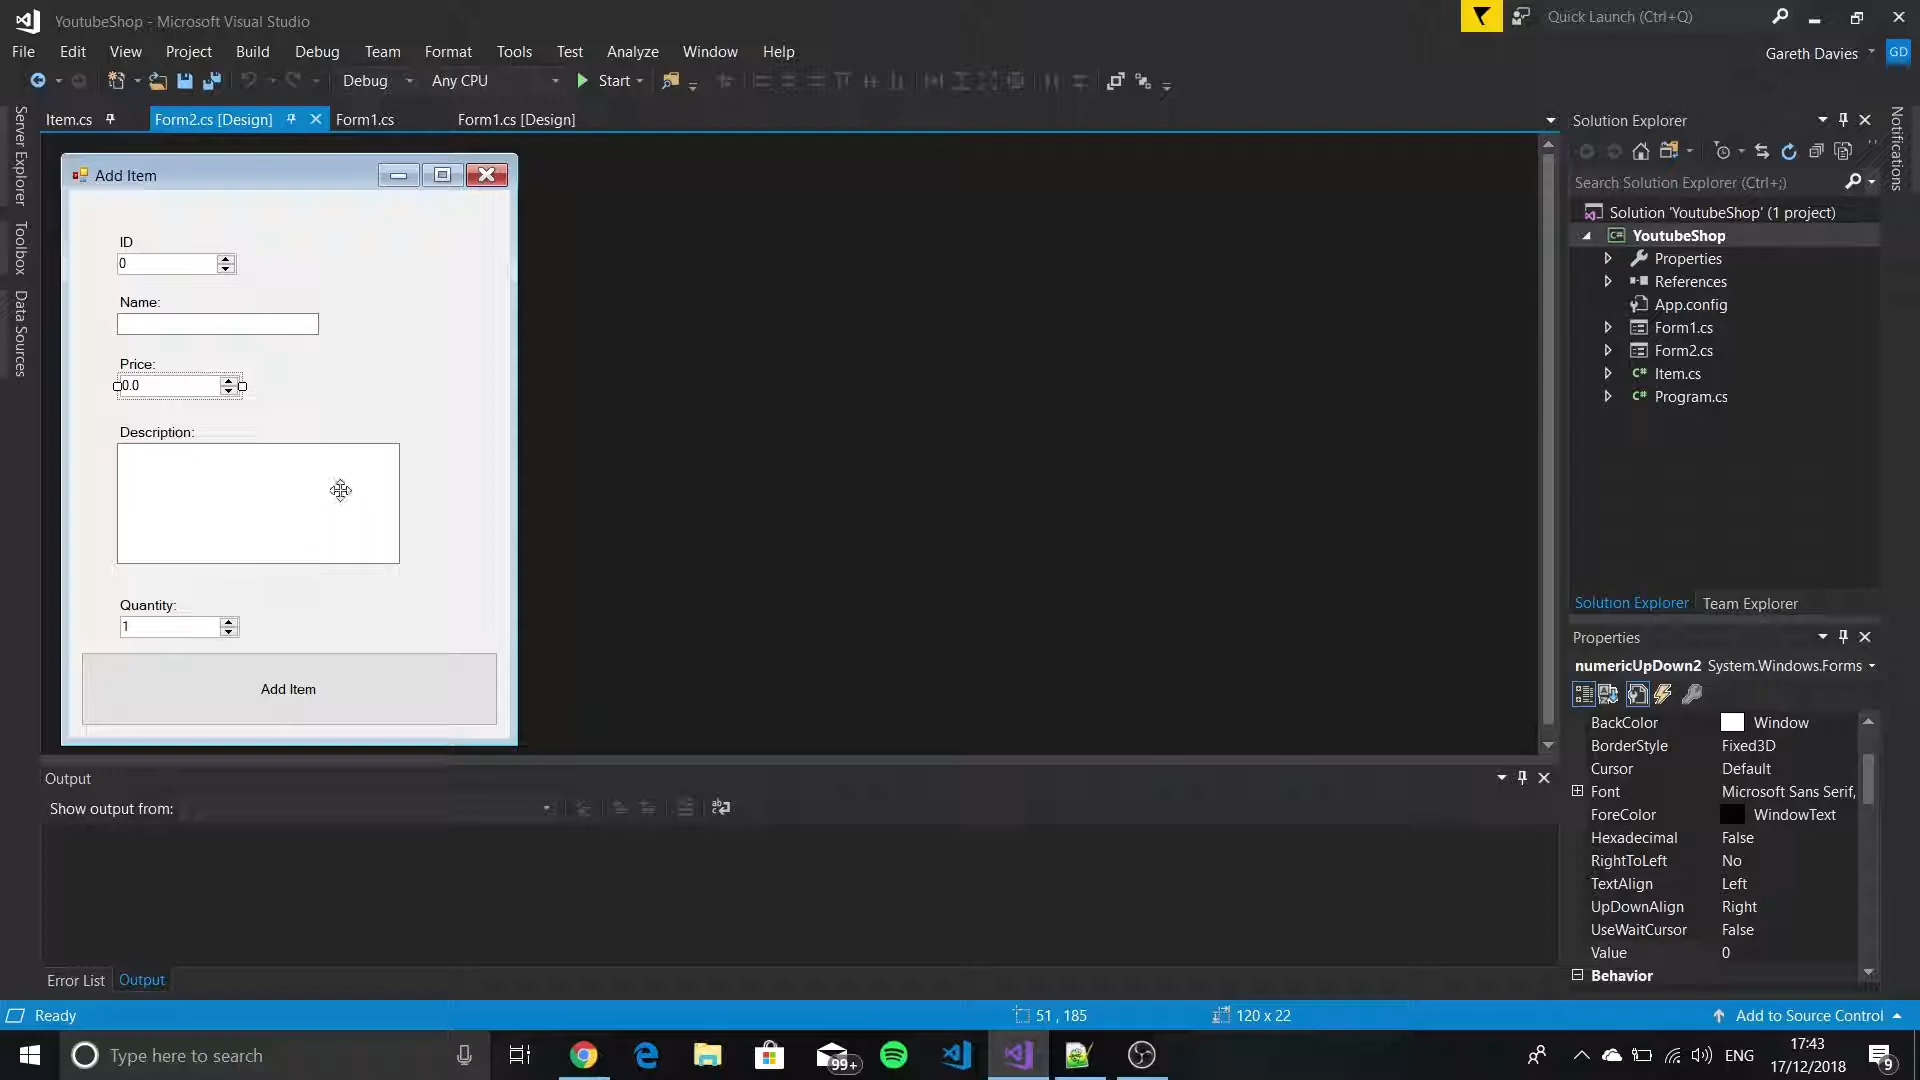 YoutubeShop - Microsoft Visual Studio
Quick Launch (Ctrl+Q)
File Edit View Project Build Debug Team Format Tools Test Analyze Window Help
Gareth Davies GD
Debug Any CPU Start
Item.cs Form2.cs [Design] Form1.cs Form1.cs [Design]
Server Explorer
Toolbox
Data Sources
Add Item
ID
0
Name:
Price:
0.0
Description:
Quantity:
1
Add Item
Solution Explorer
Notifications
Search Solution Explorer (Ctrl+;)
Solution 'YoutubeShop' (1 project)
YoutubeShop
Properties
References
App.config
Form1.cs
Form2.cs
Item.cs
Program.cs
Solution Explorer Team Explorer
Properties
numericUpDown2 System.Windows.Forms
BackColor Window
BorderStyle Fixed3D
Cursor Default
Font Microsoft Sans Serif,
ForeColor WindowText
Hexadecimal False
RightToLeft No
TextAlign Left
UpDownAlign Right
UseWaitCursor False
Value 0
Behavior
Output
Show output from:
Error List Output
Ready 51 , 185 120 x 22 Add to Source Control
Type here to search
99+
ENG
17:43
17/12/2018
9